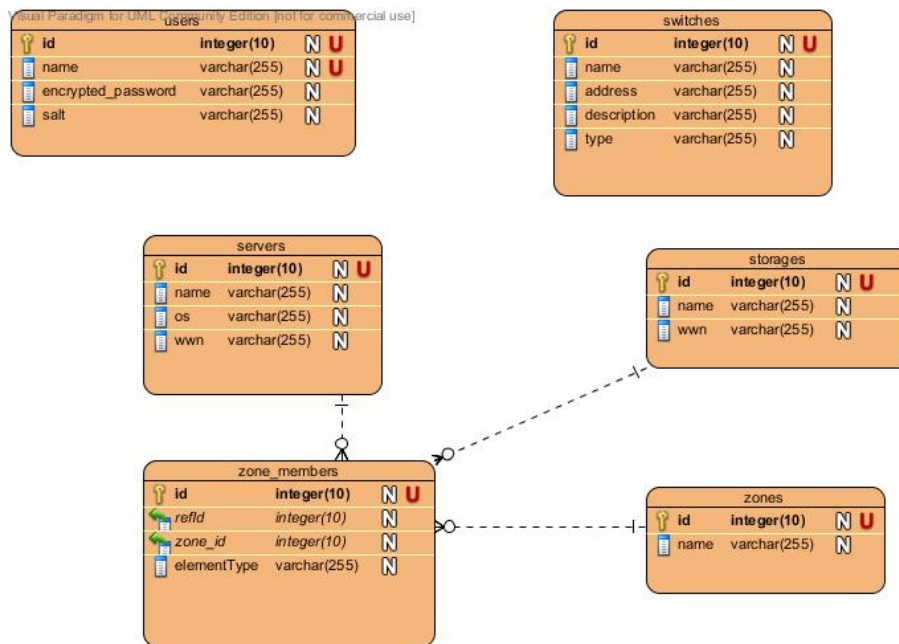 Visual Paradigm for UML Community Edition [not for commercial use]
users
id integer(10) N U
name varchar(255) N U
encrypted_password varchar(255) N
salt varchar(255) N
switches
id integer(10) N U
name varchar(255) N
address varchar(255) N
description varchar(255) N
type varchar(255) N
servers
id integer(10) N U
name varchar(255) N
os varchar(255) N
wwn varchar(255) N
storages
id integer(10) N U
name varchar(255) N
wwn varchar(255) N
zone_members
id integer(10) N U
refId integer(10) N
zone_id integer(10) N
elementType varchar(255) N
zones
id integer(10) N U
name varchar(255) N